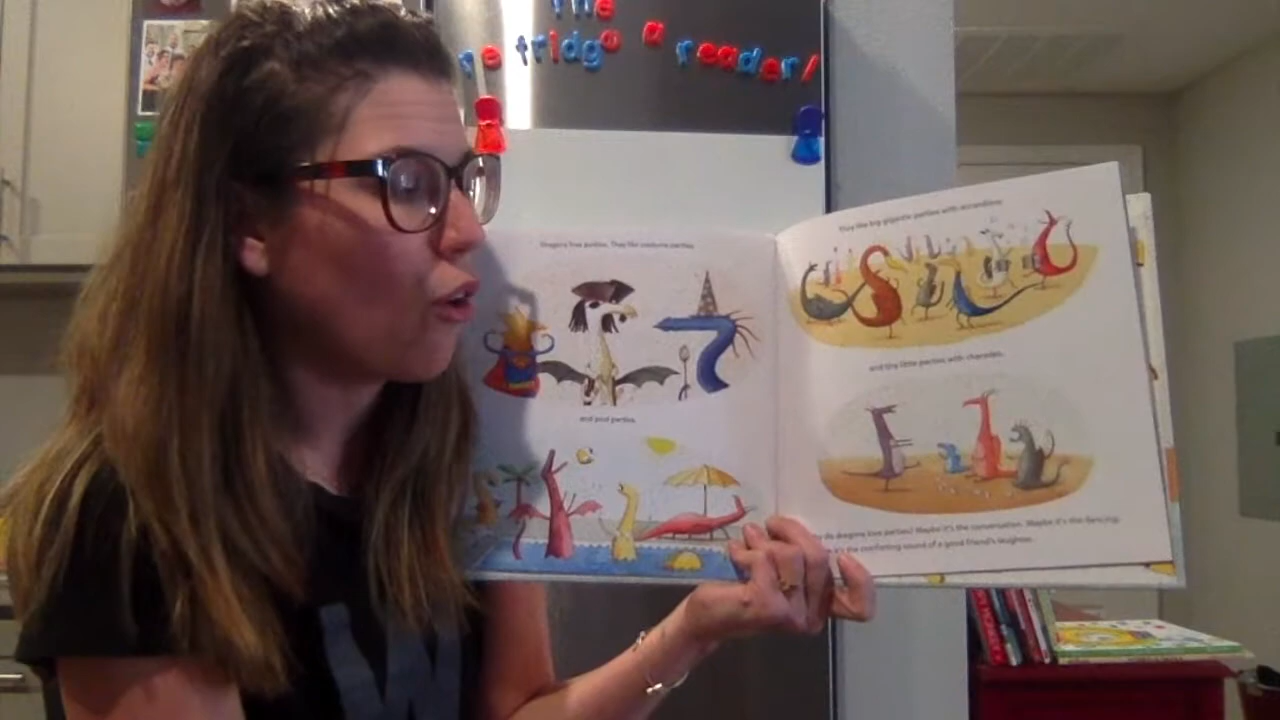 the
re fridge a reader!
Dragons love parties. They like costume parties,
and pool parties.
They like big gigantic parties with accordions,
and tiny little parties with charades.
do dragons love parties? Maybe it's the conversation. Maybe it's the dancing.
it's the comforting sound of a good friend's laughter.
W